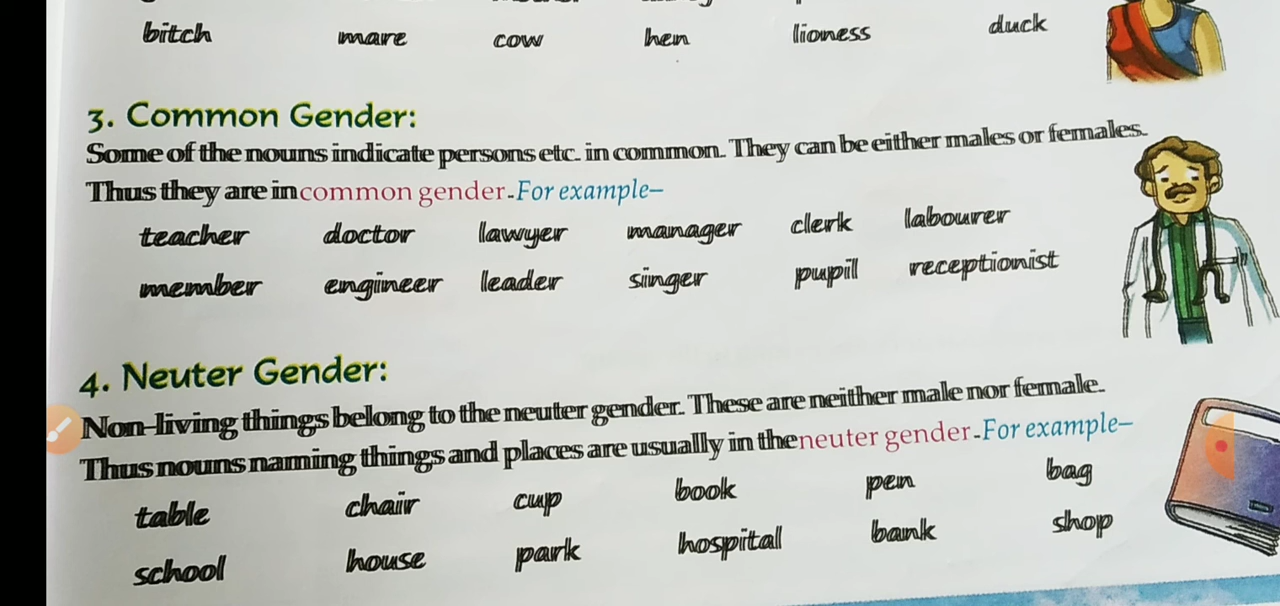 bitch mare cow hen lioness duck
3. Common Gender:
Some of the nouns indicate persons etc. in common. They can be either males or females.
Thus they are in common gender. For example–
teacher doctor lawyer manager clerk labourer
member engineer leader singer pupil receptionist
4. Neuter Gender:
Non-living things belong to the neuter gender. These are neither male nor female.
Thus nouns naming things and places are usually in the neuter gender. For example–
table chair cup book pen bag
school house park hospital bank shop